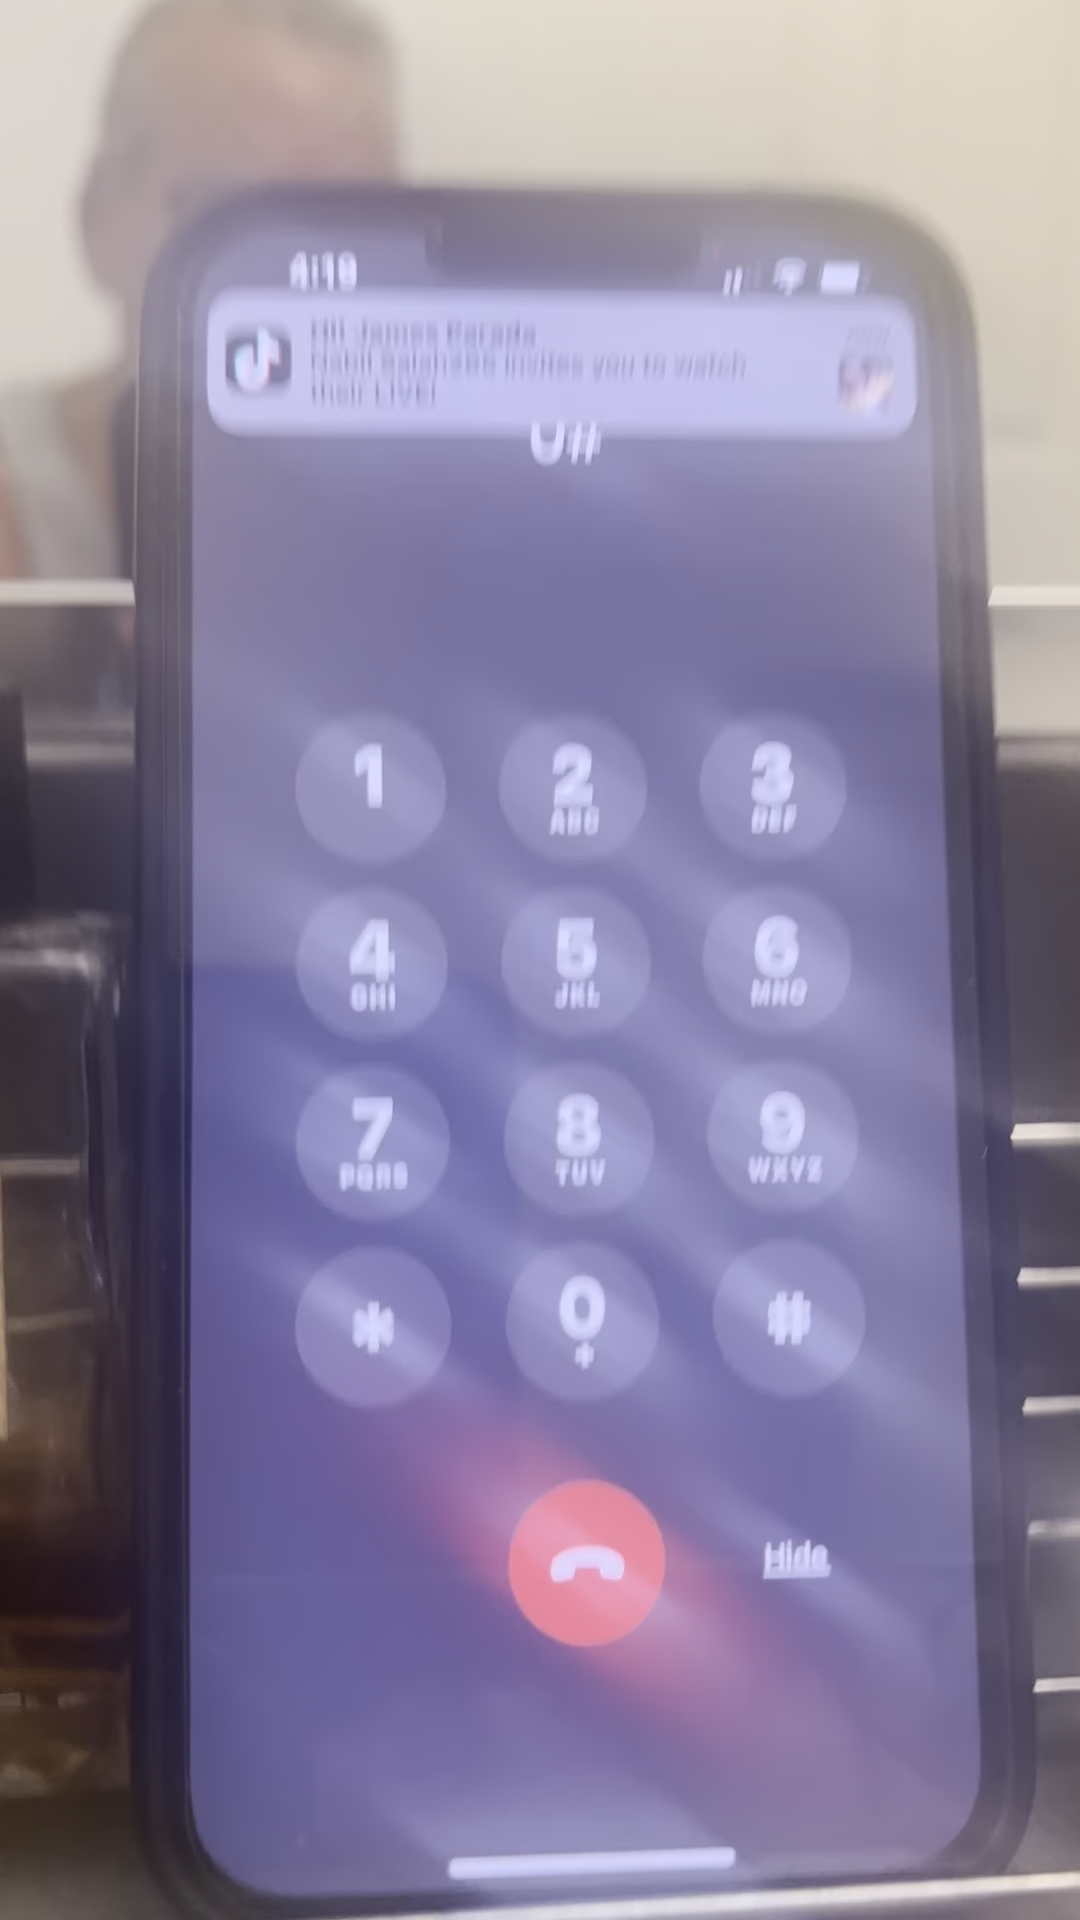 4:19
Hi! James Parada
invites you to watch
their LIVE!
0#
1
2
ABC
3
DEF
4
GHI
5
JKL
6
MNO
7
PQRS
8
TUV
9
WXYZ
*
0
+
#
Hide